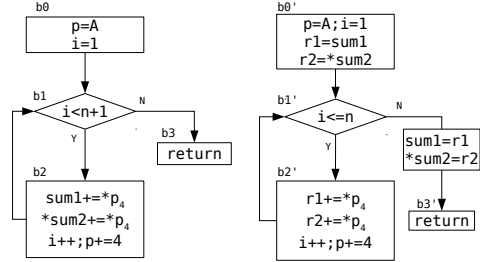 b0
p=A
i=1
b1
i<n+1
N
Y
b3
return
b2
sum1+=*p₄
*sum2+=*p₄
i++;p+=4
b0'
p=A;i=1
r1=sum1
r2=*sum2
b1'
i<=n
N
Y
sum1=r1
*sum2=r2
b3'
return
b2'
r1+=*p₄
r2+=*p₄
i++;p+=4